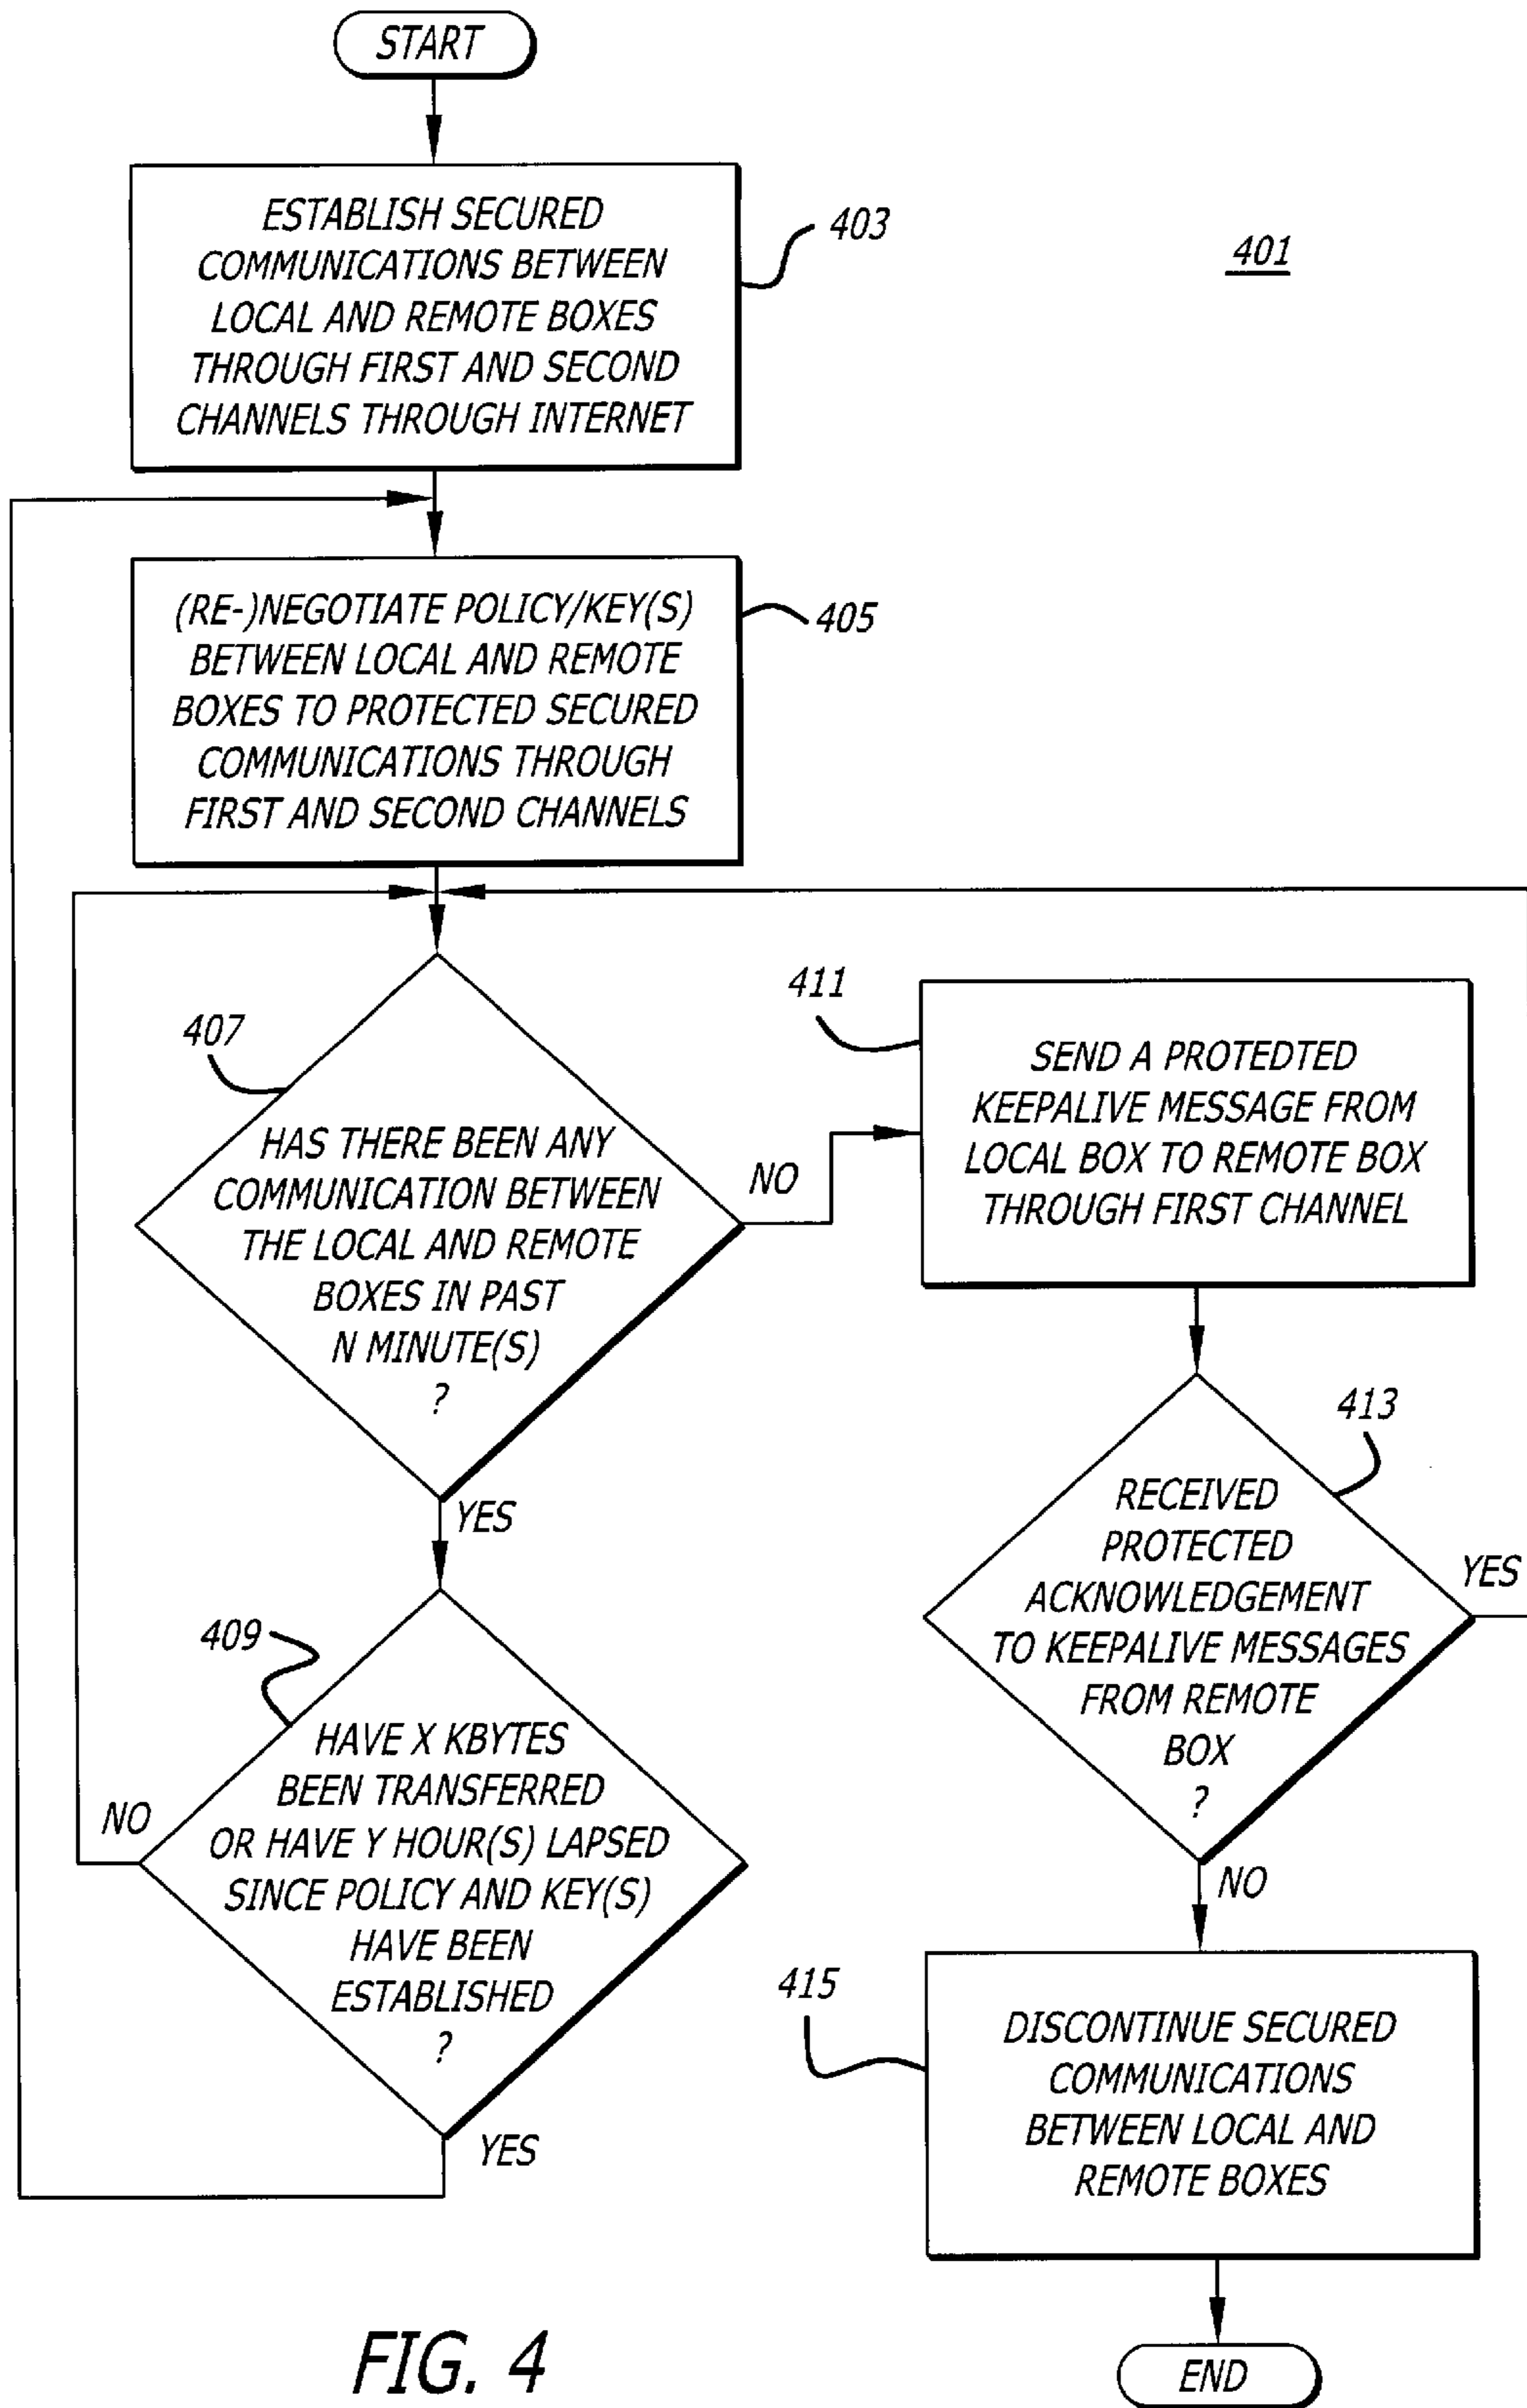 START
ESTABLISH SECURED
COMMUNICATIONS BETWEEN
LOCAL AND REMOTE BOXES
THROUGH FIRST AND SECOND
CHANNELS THROUGH INTERNET
403
401
(RE-)NEGOTIATE POLICY/KEY(S)
BETWEEN LOCAL AND REMOTE
BOXES TO PROTECTED SECURED
COMMUNICATIONS THROUGH
FIRST AND SECOND CHANNELS
405
407
HAS THERE BEEN ANY
COMMUNICATION BETWEEN
THE LOCAL AND REMOTE
BOXES IN PAST
N MINUTE(S)
?
NO
YES
411
SEND A PROTEDTED
KEEPALIVE MESSAGE FROM
LOCAL BOX TO REMOTE BOX
THROUGH FIRST CHANNEL
413
RECEIVED
PROTECTED
ACKNOWLEDGEMENT
TO KEEPALIVE MESSAGES
FROM REMOTE
BOX
?
YES
NO
409
HAVE X KBYTES
BEEN TRANSFERRED
OR HAVE Y HOUR(S) LAPSED
SINCE POLICY AND KEY(S)
HAVE BEEN
ESTABLISHED
?
NO
YES
415
DISCONTINUE SECURED
COMMUNICATIONS
BETWEEN LOCAL AND
REMOTE BOXES
END
FIG. 4